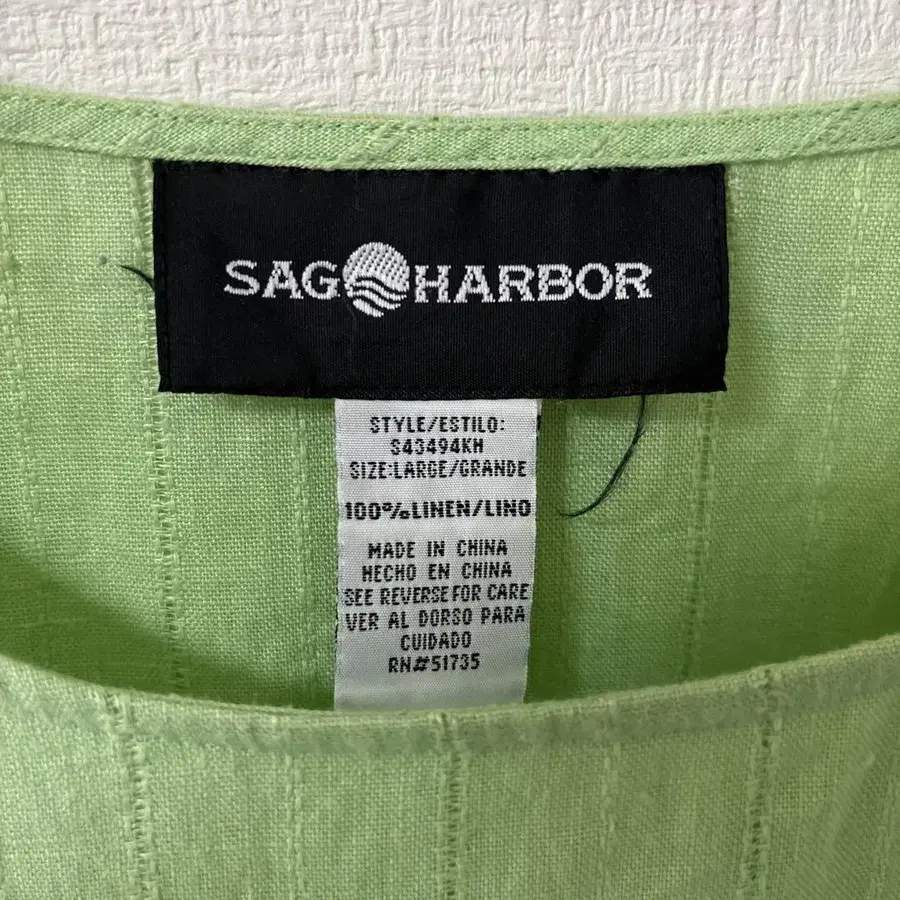 SAG HARBOR
STYLE/ESTILO:
S43494KH
SIZE:LARGE/GRANDE
100%LINEN/LINO
MADE IN CHINA
HECHO EN CHINA
SEE REVERSE FOR CARE
VER AL DORSO PARA
CUIDADO
RN#51735